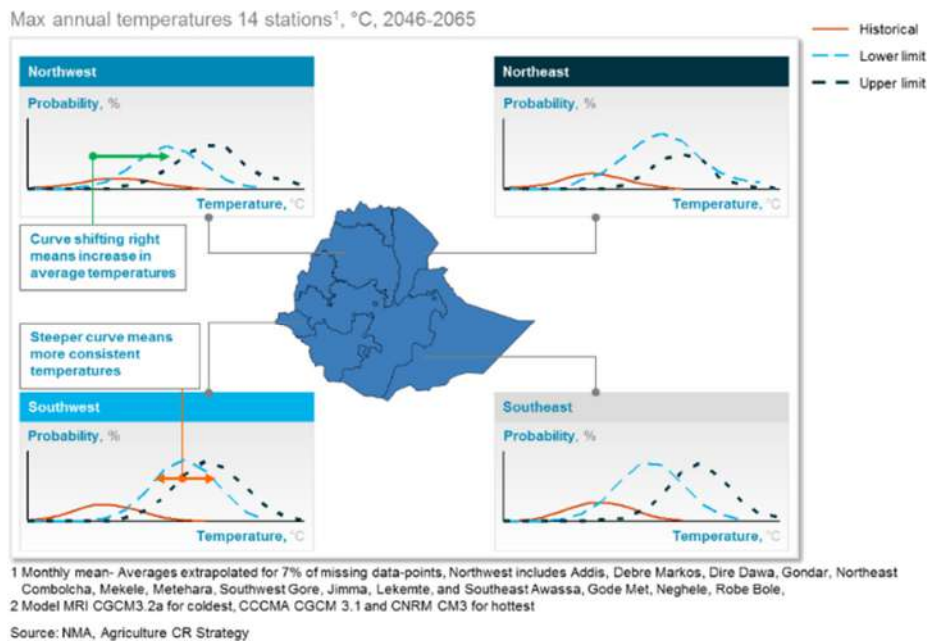 Max annual temperatures 14 stations¹, °C, 2046-2065
Historical
Lower limit
Upper limit
Northwest
Probability, %
Temperature, °C
Northeast
Probability, %
Temperature, °C
Curve shifting right
means increase in
average temperatures
Steeper curve means
more consistent
temperatures
Southwest
Probability, %
Temperature, °C
Southeast
Probability, %
Temperature, °C
1 Monthly mean- Averages extrapolated for 7% of missing data-points, Northwest includes Addis, Debre Markos, Dire Dawa, Gondar, Northeast
Combolcha, Mekele, Metehara, Southwest Gore, Jimma, Lekemte, and Southeast Awassa, Gode Met, Neghele, Robe Bole,
2 Model MRI CGCM3.2a for coldest, CCCMA CGCM 3.1 and CNRM CM3 for hottest
Source: NMA, Agriculture CR Strategy